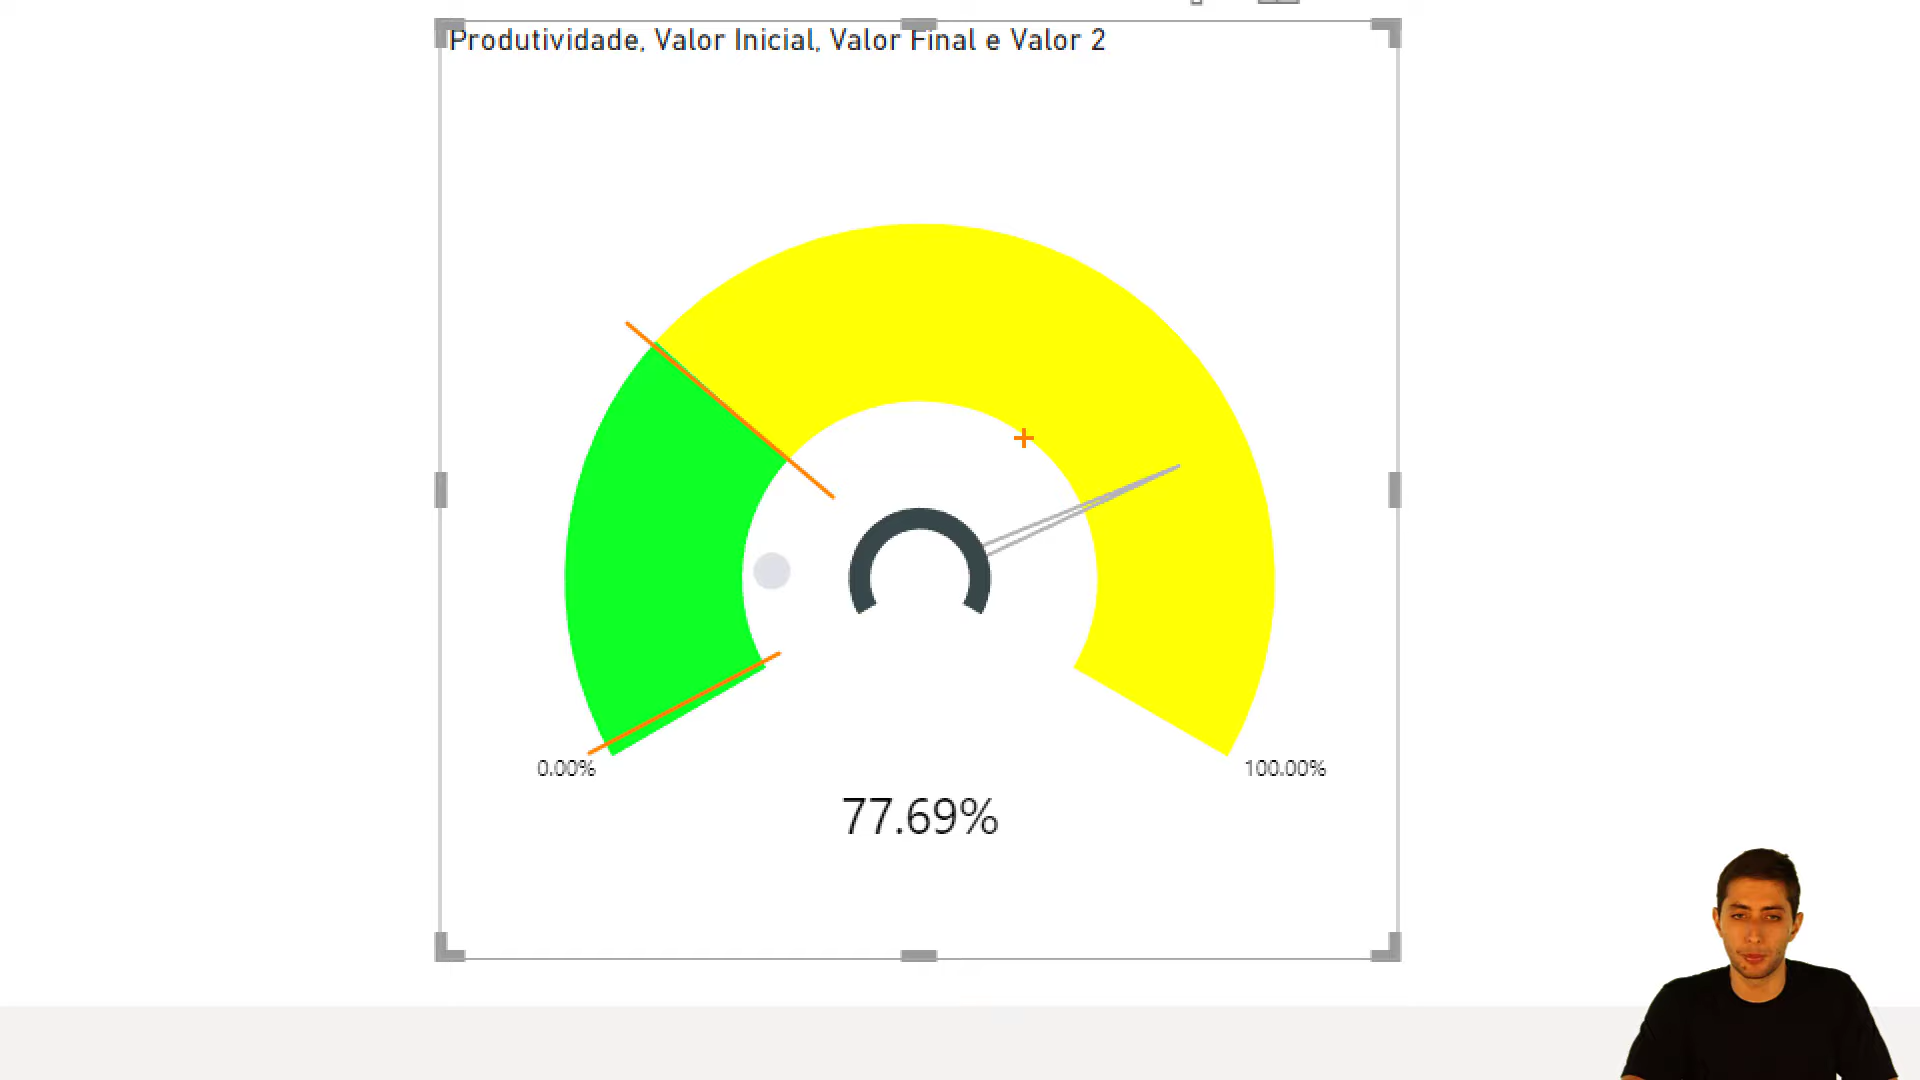 Produtividade, Valor Inicial, Valor Final e Valor 2
0.00%
100.00%
77.69%